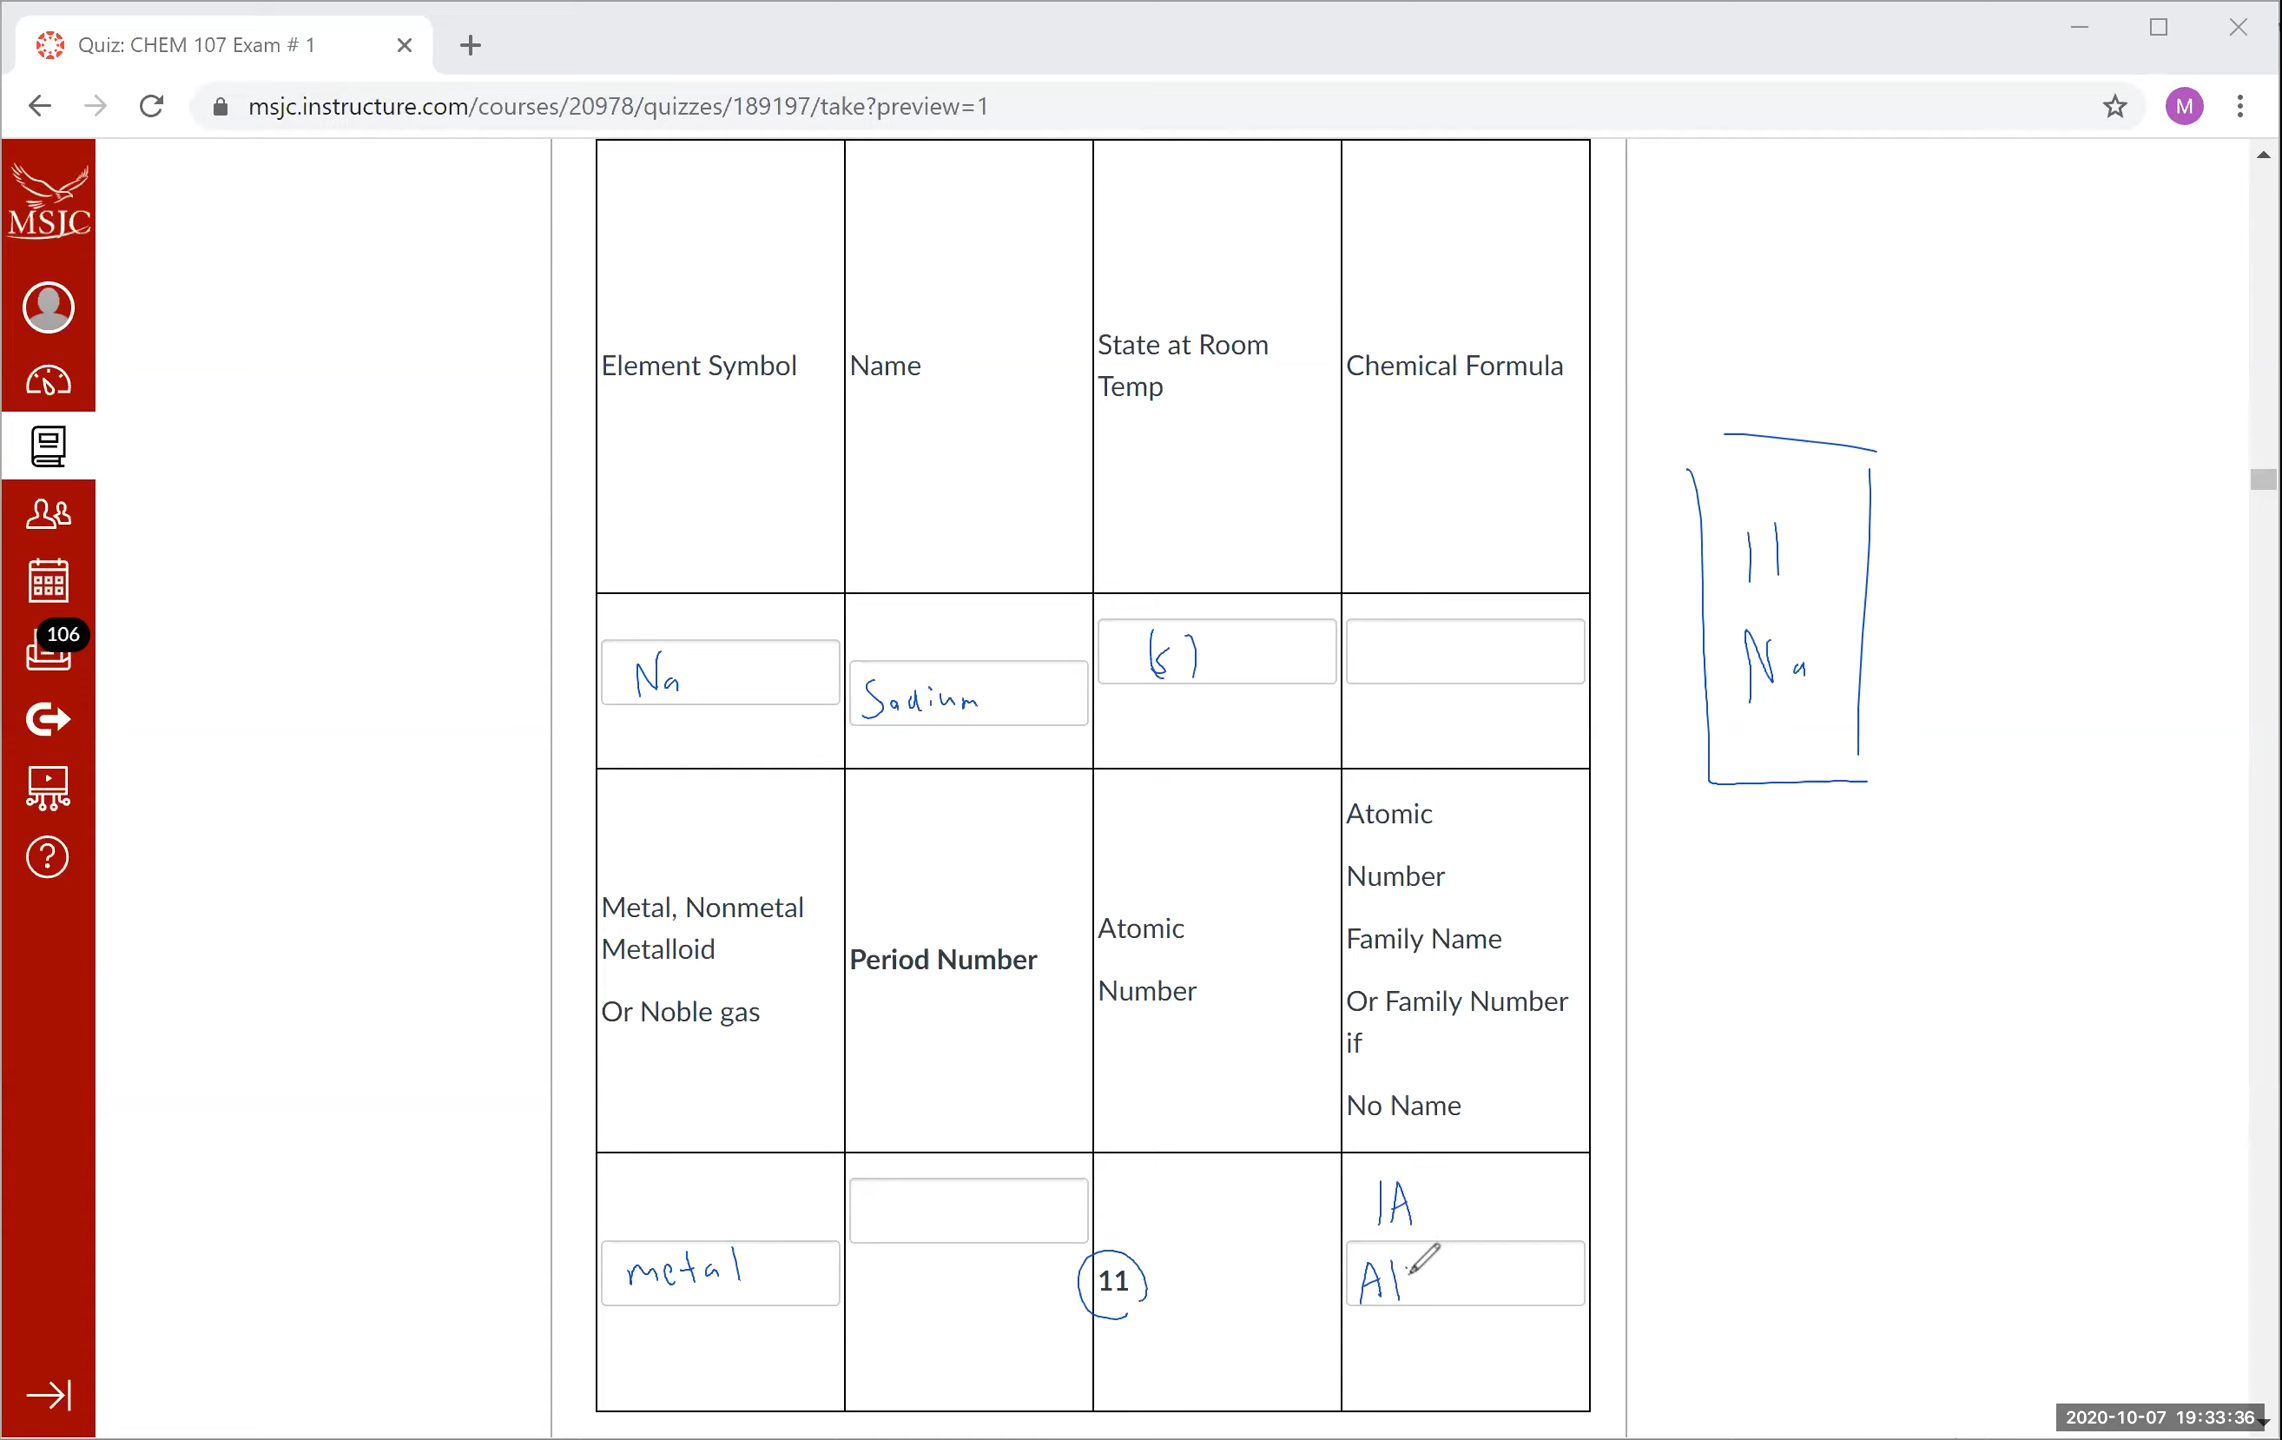 Quiz: CHEM 107 Exam # 1
msjc.instructure.com/courses/20978/quizzes/189197/take?preview=1
M
MSJC
106
Element Symbol
Name
State at Room
Temp
Chemical Formula
11
Na
Na
Sadium
(s)
Metal, Nonmetal
Metalloid
Or Noble gas
Period Number
Atomic
Number
Atomic
Number
Family Name
Or Family Number
if
No Name
metal
11
1A
Al
2020-10-07 19:33:36